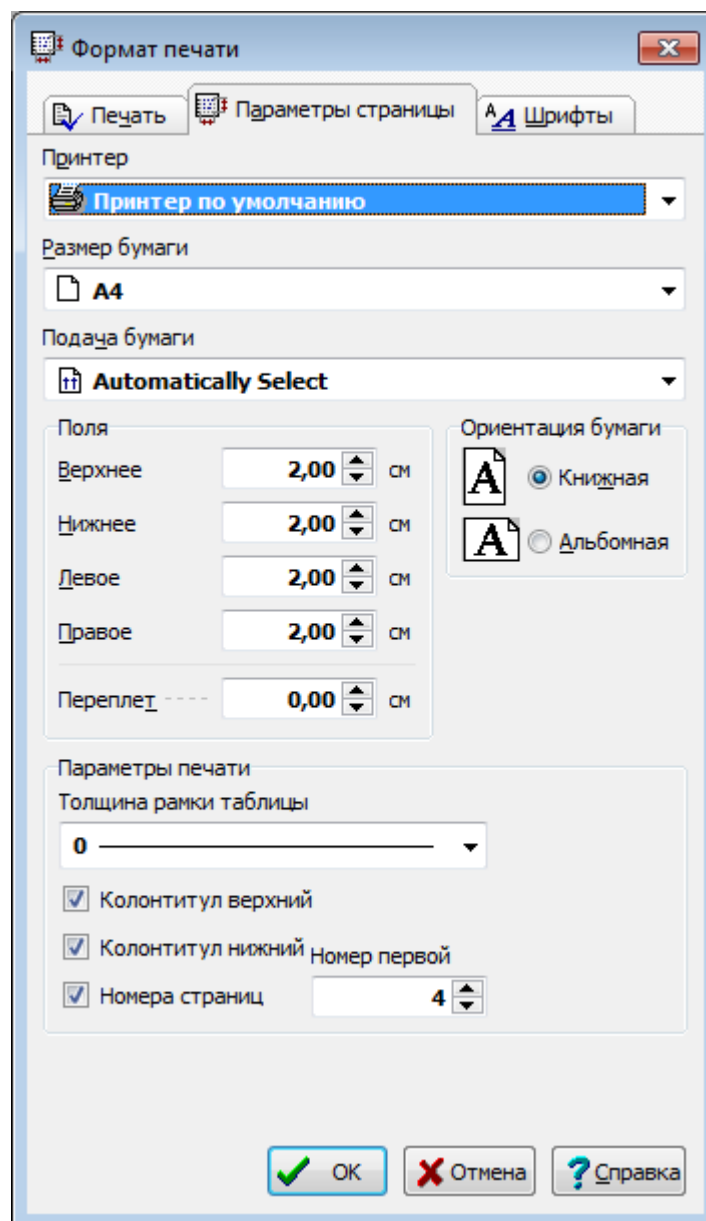 Формат печати
Печать
Параметры страницы
Шрифты
Принтер
Принтер по умолчанию
Размер бумаги
A4
Подача бумаги
Automatically Select
Поля
Верхнее 2,00 см
Нижнее 2,00 см
Левое 2,00 см
Правое 2,00 см
Переплет 0,00 см
Ориентация бумаги
A Книжная
A Альбомная
Параметры печати
Толщина рамки таблицы
0
Колонтитул верхний
Колонтитул нижний
Номер первой
Номера страниц 4
OK
Отмена
Справка